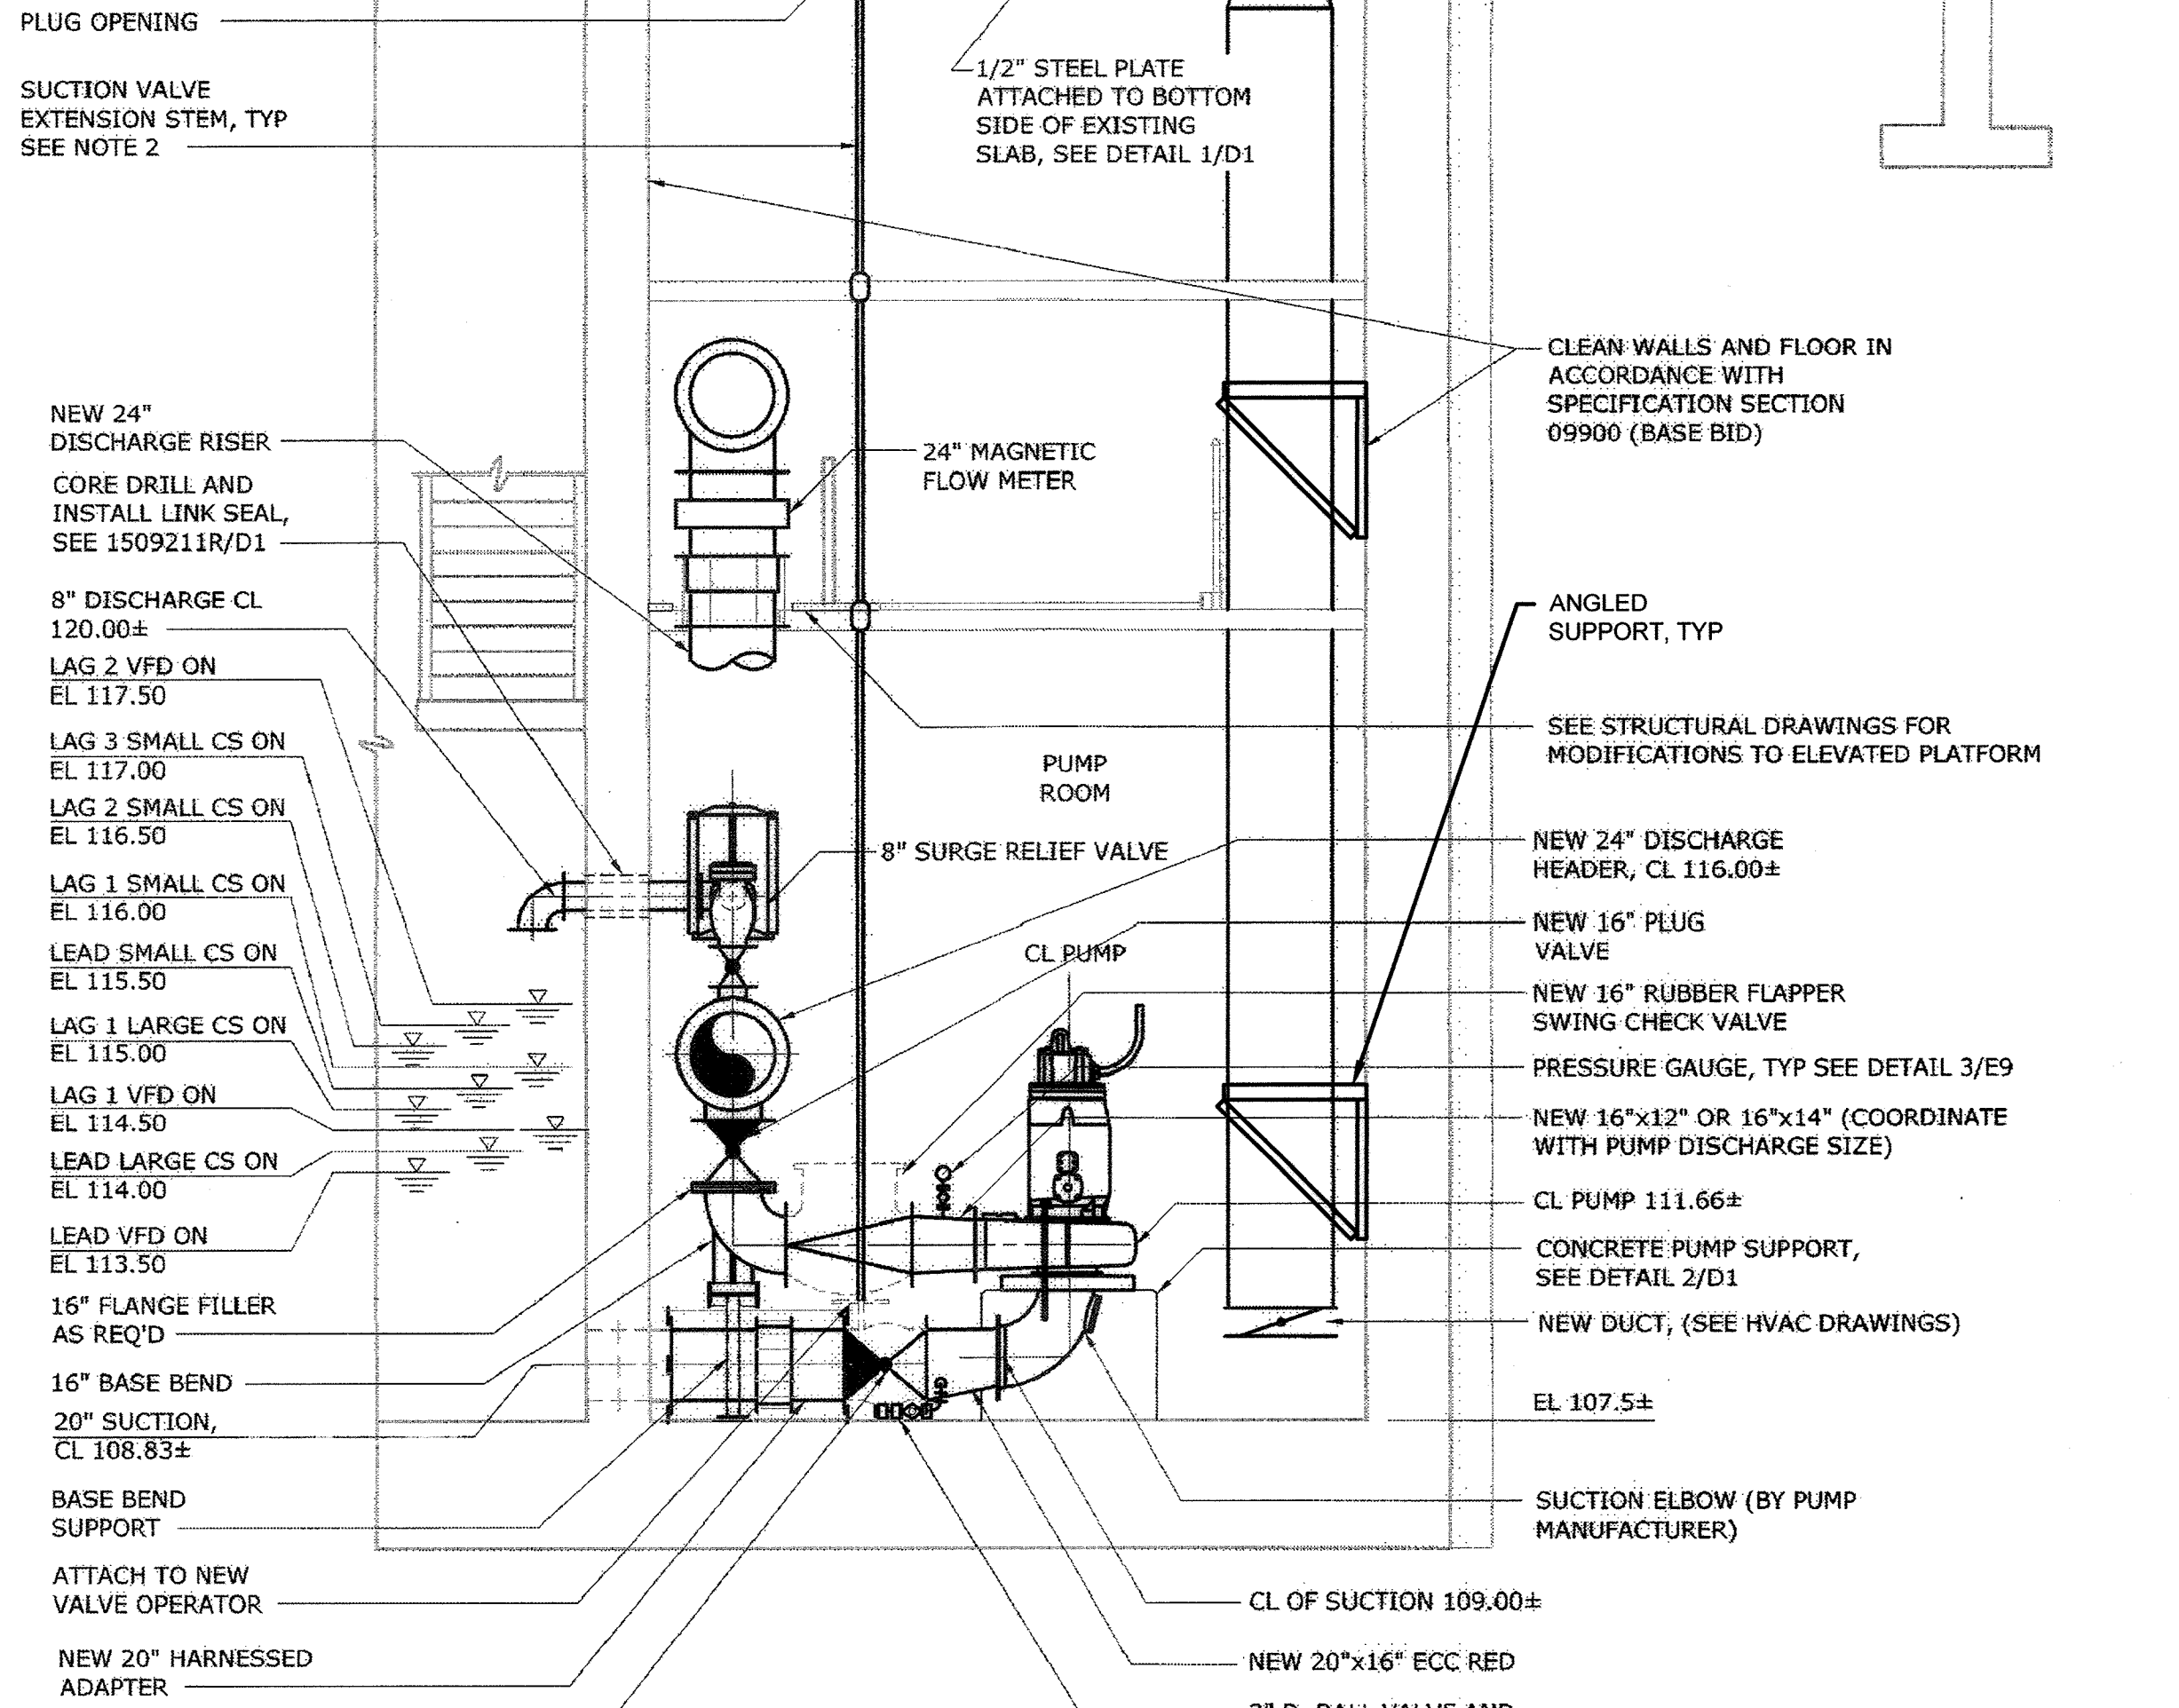 PLUG OPENING
SUCTION VALVE
EXTENSION STEM, TYP
SEE NOTE 2
1/2" STEEL PLATE
ATTACHED TO BOTTOM
SIDE OF EXISTING
SLAB, SEE DETAIL 1/D1
CLEAN WALLS AND FLOOR IN
ACCORDANCE WITH
SPECIFICATION SECTION
09900 (BASE BID)
NEW 24"
DISCHARGE RISER
24" MAGNETIC
FLOW METER
CORE DRILL AND
INSTALL LINK SEAL,
SEE 1509211R/D1
8" DISCHARGE CL
120.00±
ANGLED
SUPPORT, TYP
LAG 2 VFD ON
EL 117.50
SEE STRUCTURAL DRAWINGS FOR
MODIFICATIONS TO ELEVATED PLATFORM
LAG 3 SMALL CS ON
EL 117.00
PUMP
ROOM
LAG 2 SMALL CS ON
EL 116.50
8" SURGE RELIEF VALVE
NEW 24" DISCHARGE
HEADER, CL 116.00±
LAG 1 SMALL CS ON
EL 116.00
NEW 16" PLUG
VALVE
LEAD SMALL CS ON
EL 115.50
CL PUMP
NEW 16" RUBBER FLAPPER
SWING CHECK VALVE
LAG 1 LARGE CS ON
EL 115.00
PRESSURE GAUGE, TYP SEE DETAIL 3/E9
LAG 1 VFD ON
EL 114.50
NEW 16"x12" OR 16"x14" (COORDINATE
WITH PUMP DISCHARGE SIZE)
LEAD LARGE CS ON
EL 114.00
CL PUMP 111.66±
LEAD VFD ON
EL 113.50
CONCRETE PUMP SUPPORT,
SEE DETAIL 2/D1
16" FLANGE FILLER
AS REQ'D
NEW DUCT, (SEE HVAC DRAWINGS)
16" BASE BEND
EL 107.5±
20" SUCTION,
CL 108.83±
BASE BEND
SUPPORT
SUCTION ELBOW (BY PUMP
MANUFACTURER)
ATTACH TO NEW
VALVE OPERATOR
CL OF SUCTION 109.00±
NEW 20" HARNESSED
ADAPTER
NEW 20"x16" ECC RED